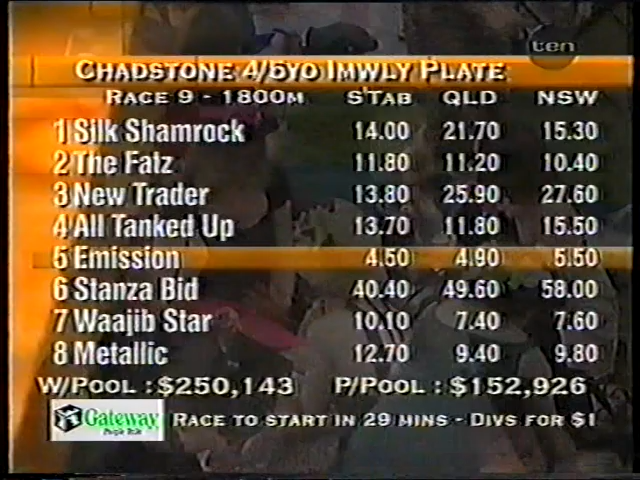 ten
CHADSTONE 4/5YO IMWLY PLATE
RACE 9 - 1800M S'TAB QLD NSW
1 Silk Shamrock 14.00 21.70 15.30
2 The Fatz 11.80 11.20 10.40
3 New Trader 13.80 25.90 27.60
4 All Tanked Up 13.70 11.80 15.50
5 Emission 4.50 4.90 5.50
6 Stanza Bid 40.40 49.60 58.00
7 Waajib Star 10.10 7.40 7.60
8 Metallic 12.70 9.40 9.80
W/POOL : $250,143 P/POOL : $152,926
Gateway
RACE TO START IN 29 MINS - DIVS FOR $1